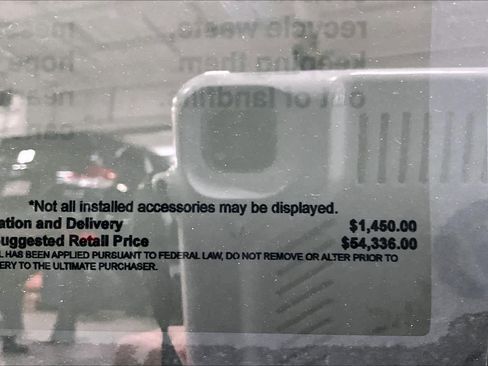 recycle waste,
keeping them
out of landfill.
*Not all installed accessories may be displayed.
ation and Delivery $1,450.00
uggested Retail Price $54,336.00
L HAS BEEN APPLIED PURSUANT TO FEDERAL LAW, DO NOT REMOVE OR ALTER PRIOR TO
ERY TO THE ULTIMATE PURCHASER.